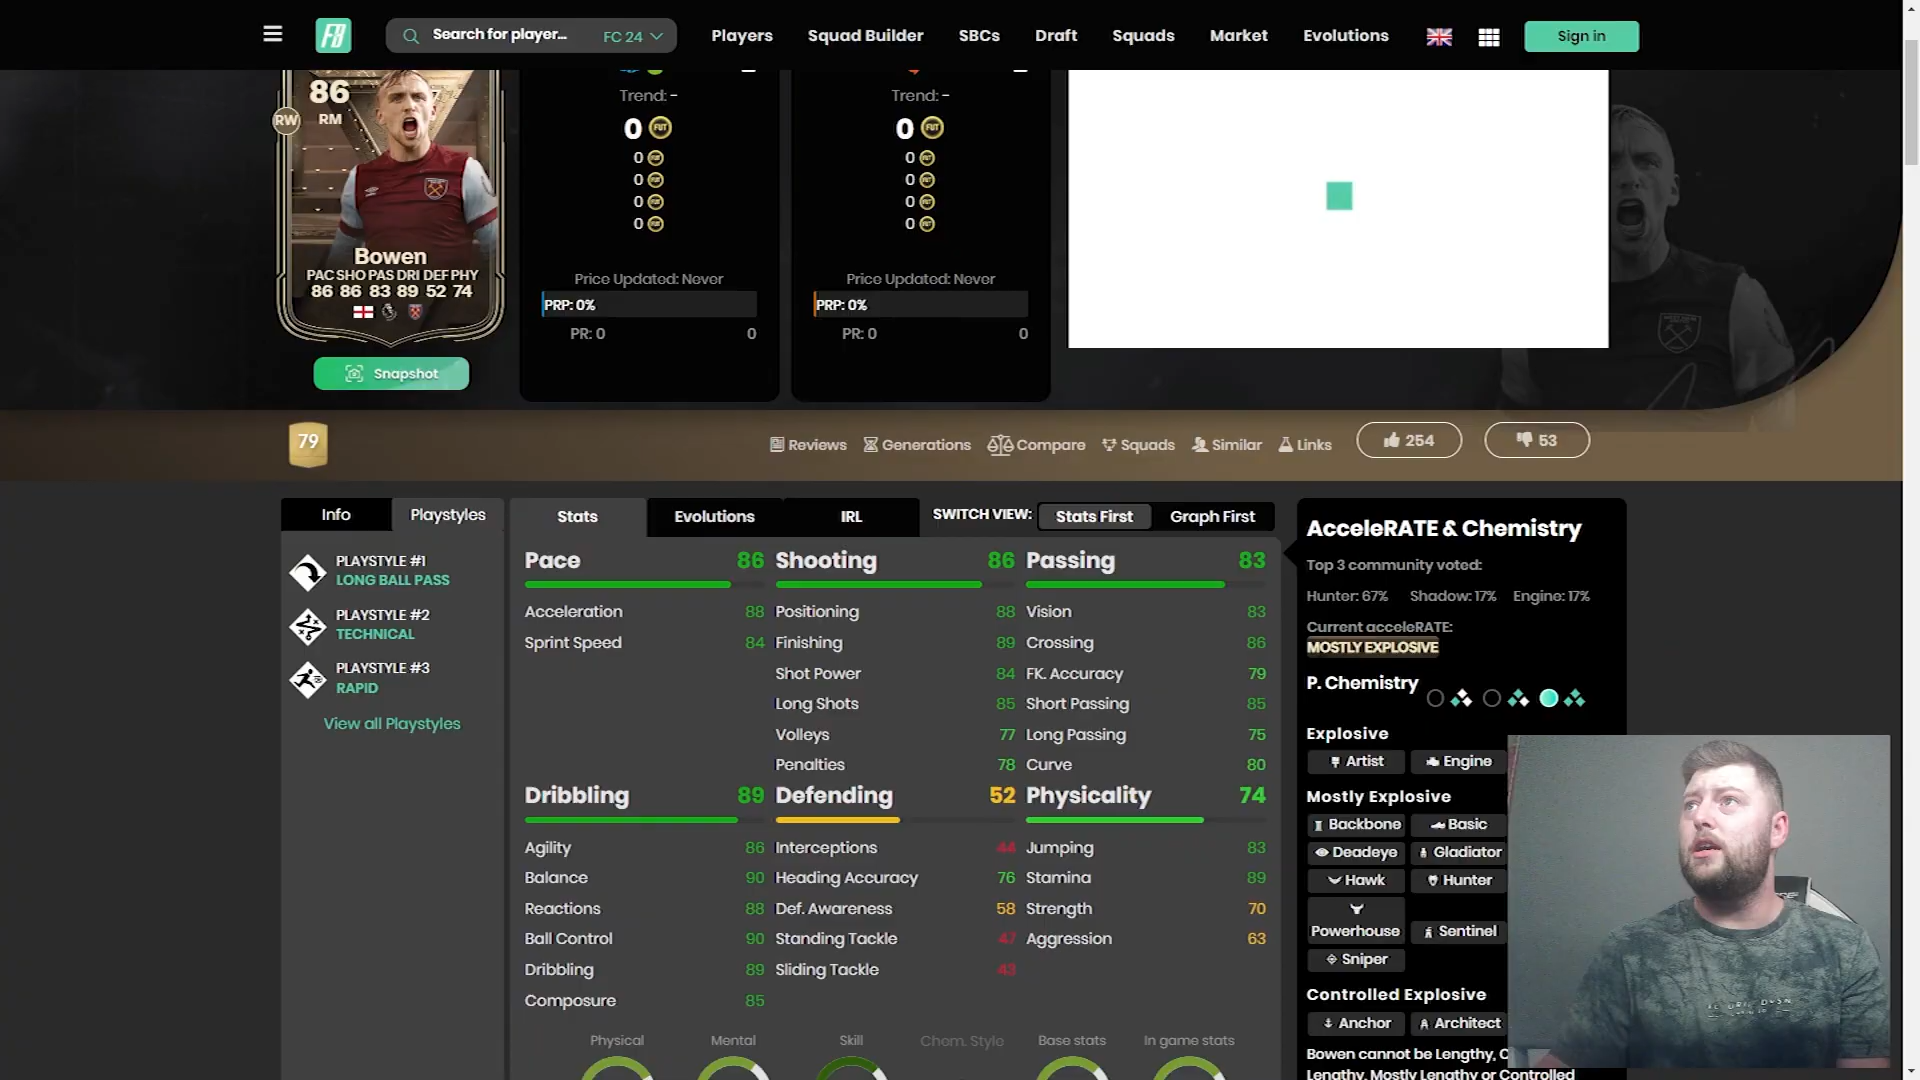 FB
Search for player...
FC 24
Players
Squad Builder
SBCs
Draft
Squads
Market
Evolutions
Sign in
86
RM
RW
Bowen
PAC SHO PAS DRI DEF PHY
86 86 83 89 52 74
Snapshot
Trend: -
0
0
0
0
0
Price Updated: Never
PRP: 0%
PR: 0
0
Trend: -
0
0
0
0
0
Price Updated: Never
PRP: 0%
PR: 0
0
79
Reviews
Generations
Compare
Squads
Similar
Links
254
53
Info
Playstyles
PLAYSTYLE #1
LONG BALL PASS
PLAYSTYLE #2
TECHNICAL
PLAYSTYLE #3
RAPID
View all Playstyles
Stats
Evolutions
IRL
SWITCH VIEW:
Stats First
Graph First
Pace 86
Acceleration 88
Sprint Speed 84
Shooting 86
Positioning 88
Finishing 89
Shot Power 84
Long Shots 85
Volleys 77
Penalties 78
Passing 83
Vision 83
Crossing 86
FK. Accuracy 79
Short Passing 85
Long Passing 75
Curve 80
Dribbling 89
Agility 86
Balance 90
Reactions 88
Ball Control 90
Dribbling 89
Composure 85
Defending 52
Interceptions 44
Heading Accuracy 76
Def. Awareness 58
Standing Tackle 47
Sliding Tackle 43
Physicality 74
Jumping 83
Stamina 89
Strength 70
Aggression 63
Physical
Mental
Skill
Chem. Style
Base stats
In game stats
AcceleRATE & Chemistry
Top 3 community voted:
Hunter: 67% Shadow: 17% Engine: 17%
Current acceleRATE:
MOSTLY EXPLOSIVE
P. Chemistry
Explosive
Artist
Engine
Mostly Explosive
Backbone
Basic
Deadeye
Gladiator
Hawk
Hunter
Powerhouse
Sentinel
Sniper
Controlled Explosive
Anchor
Architect
Bowen cannot be Lengthy, C
Lengthy, Mostly Lengthy or Controlled